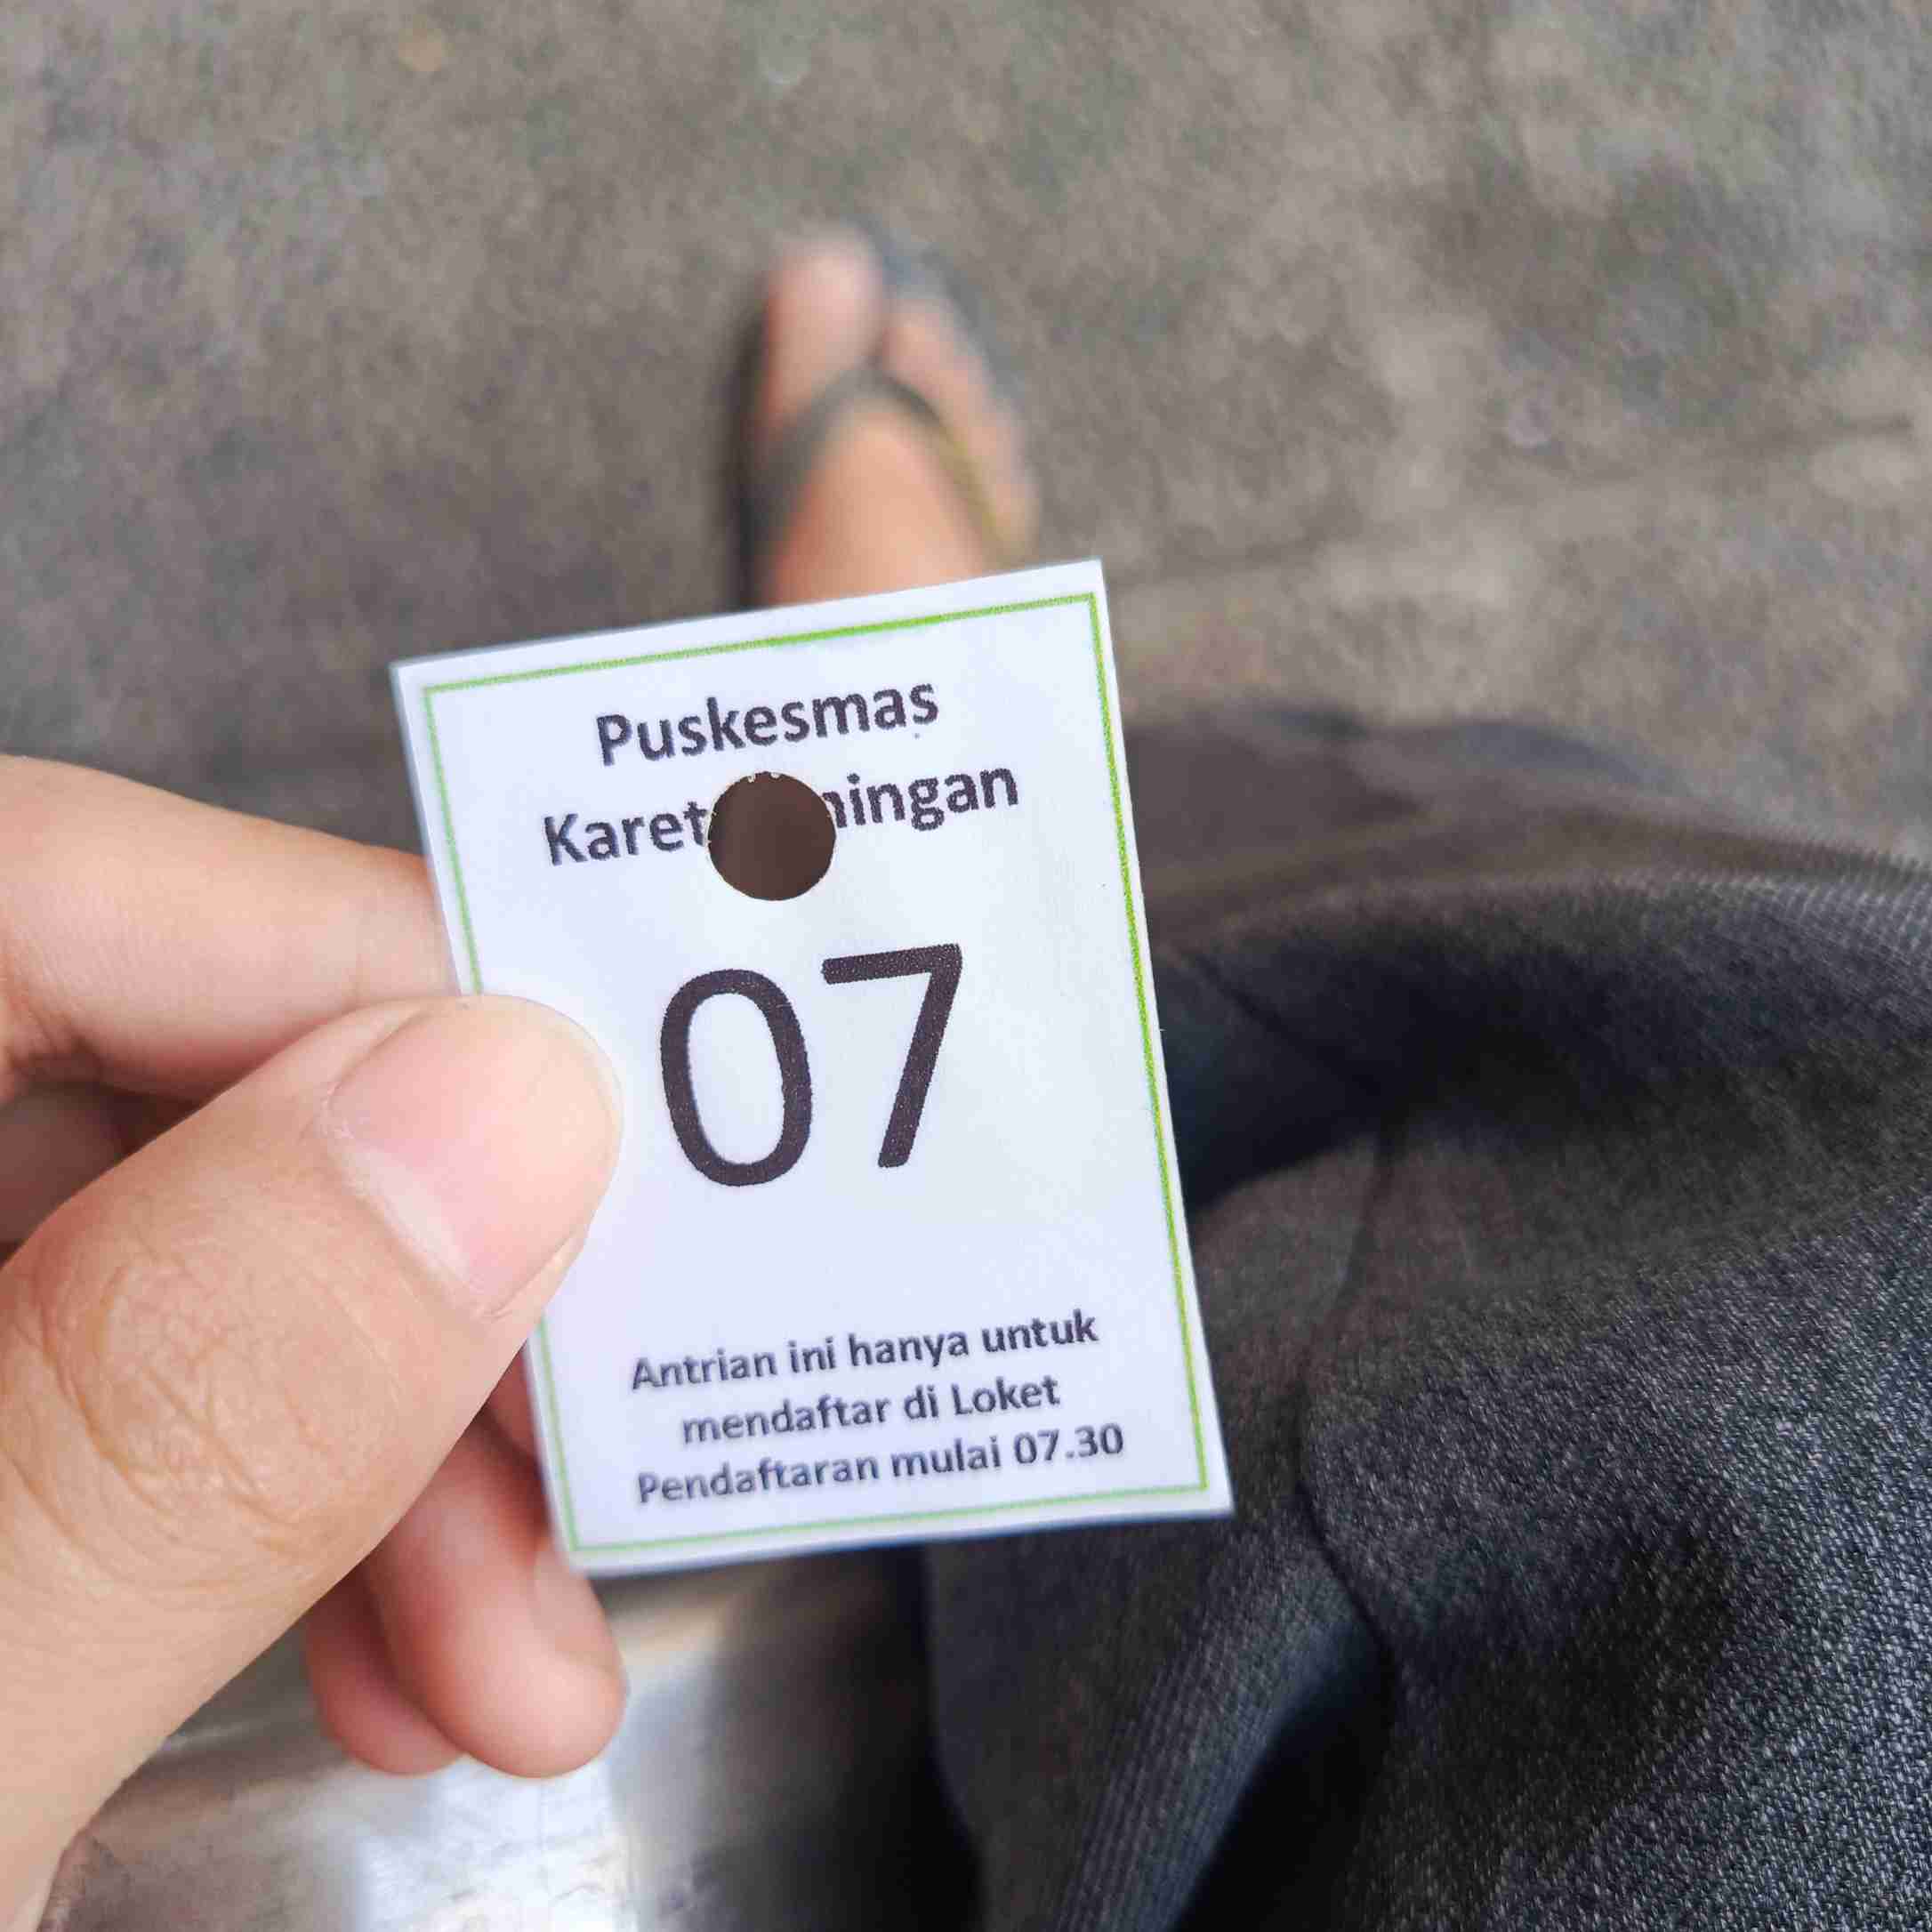 Puskesmas
Karet
07
Antrian ini hanya untuk
mendaftar di Loket
Pendaftaran mulai 07.30